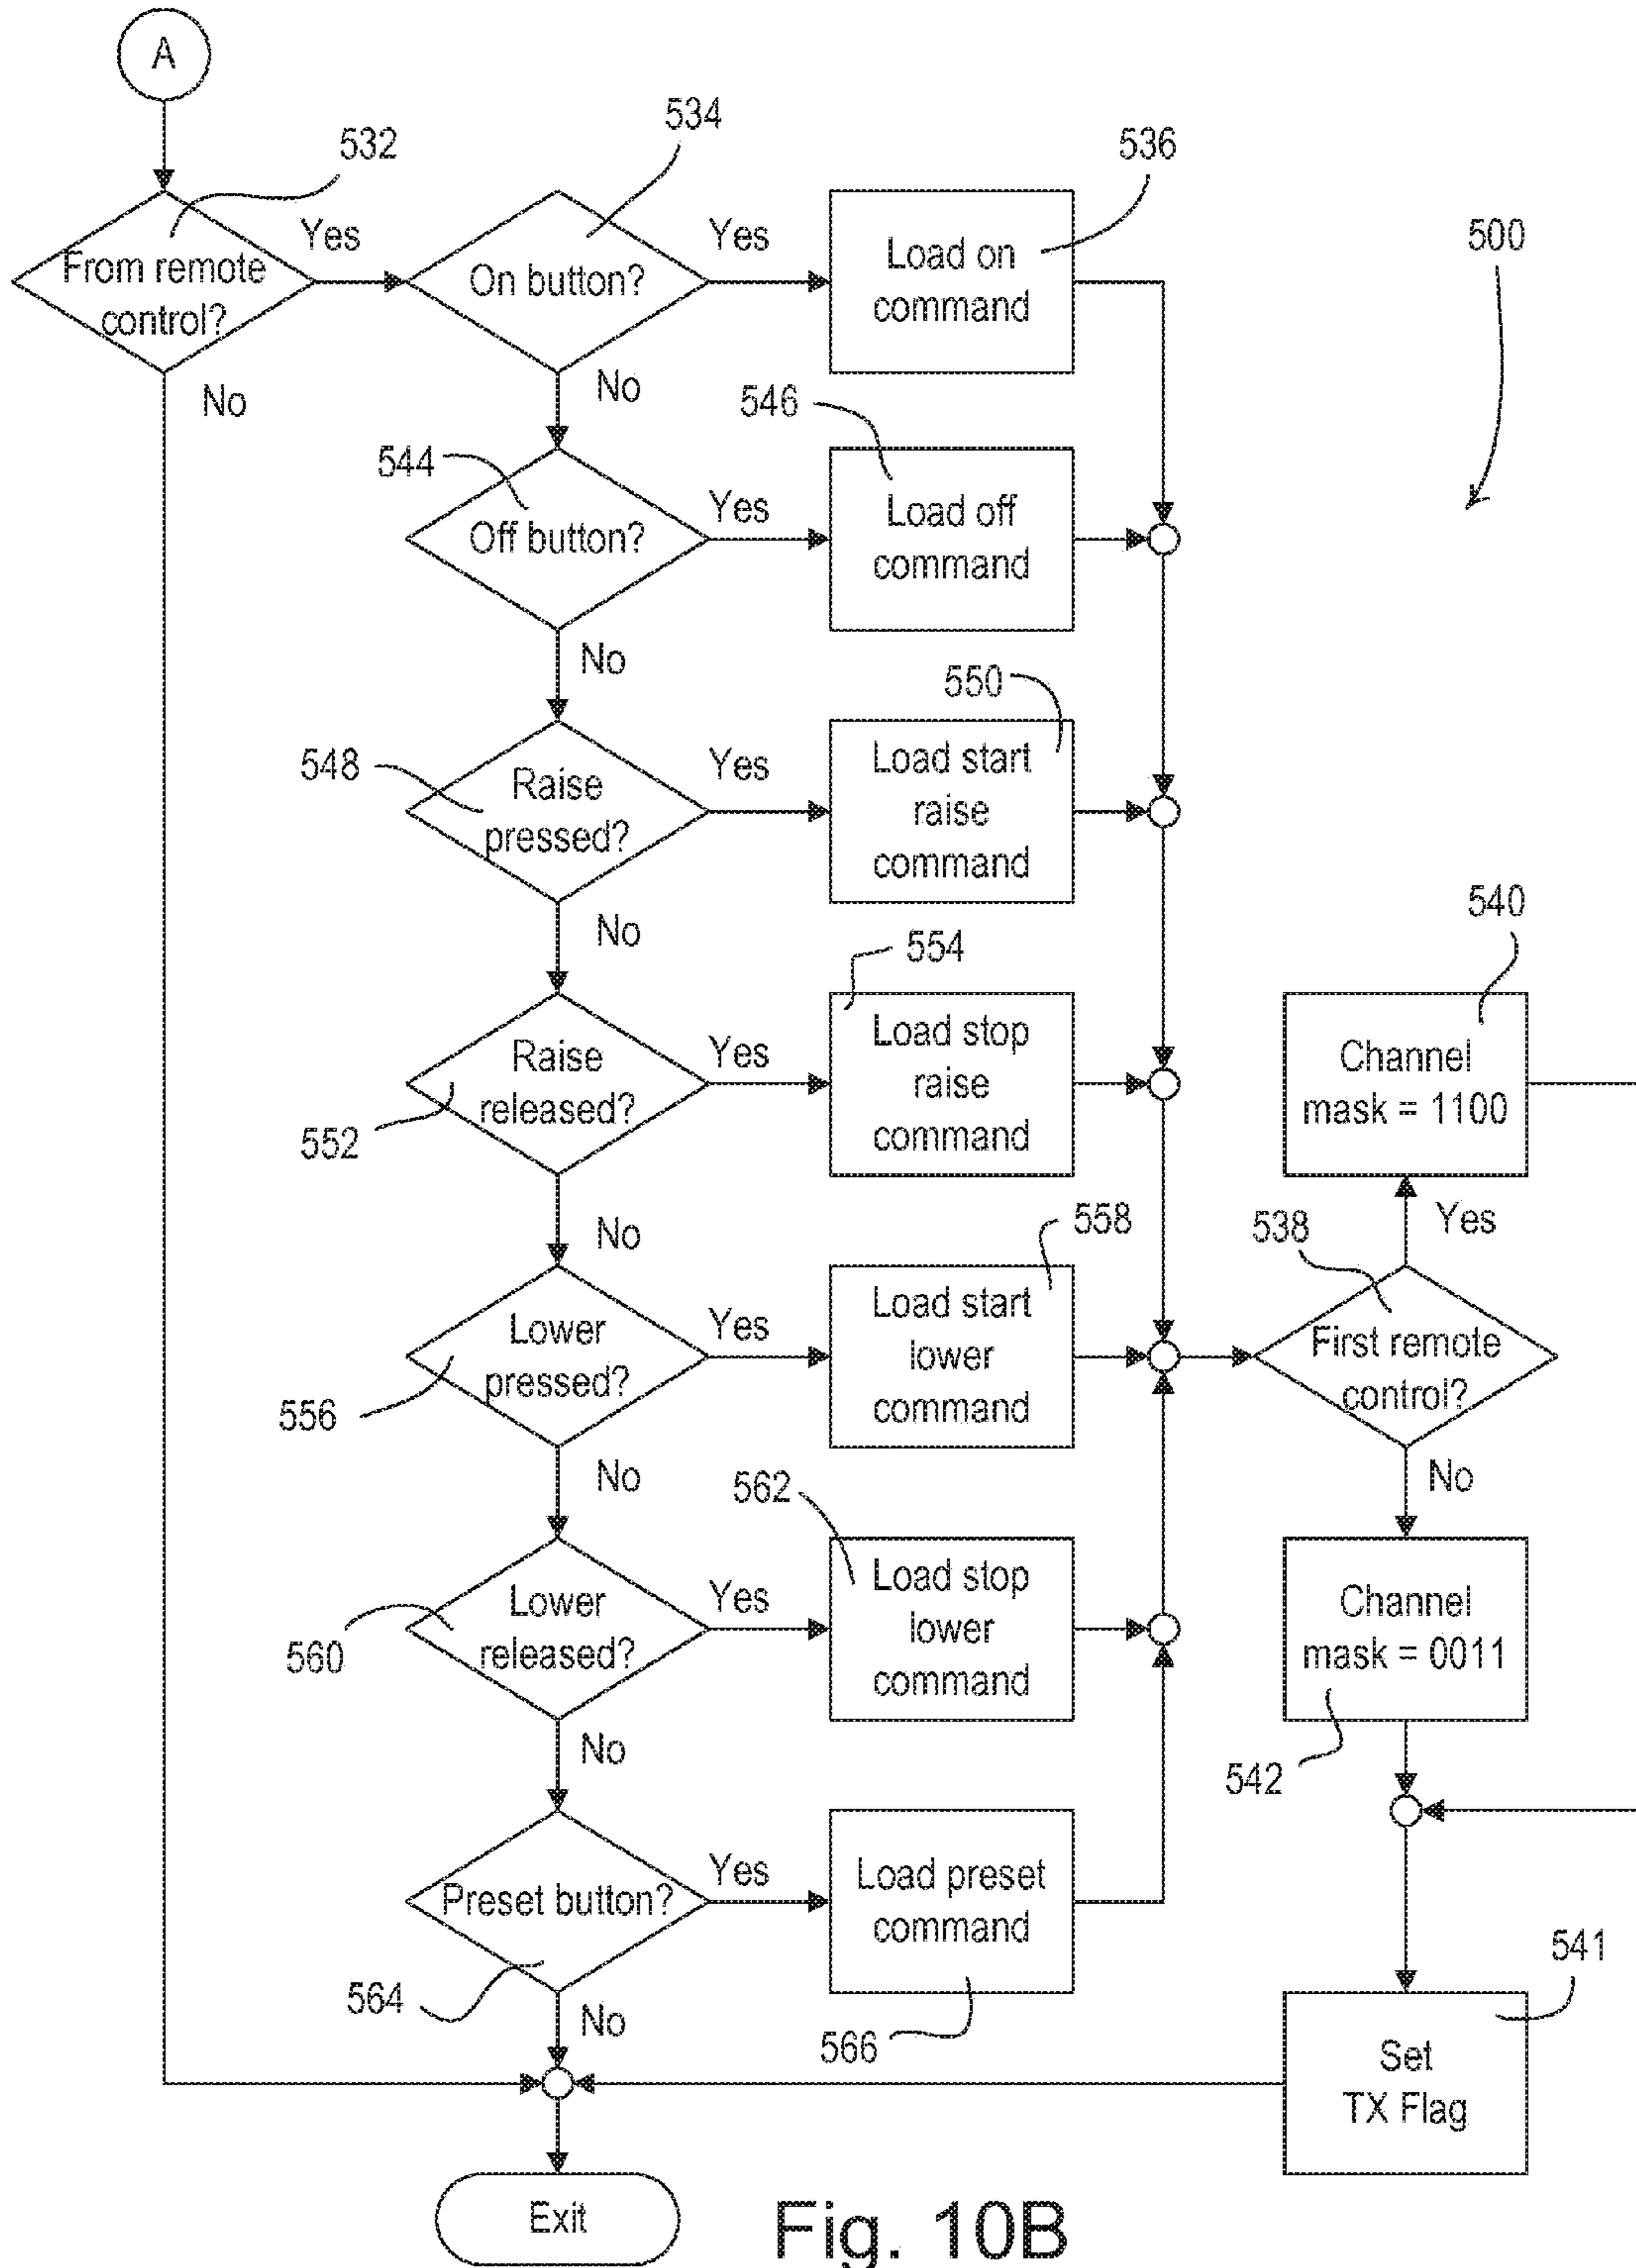 A
532
534
536
500
From remote
control?
Yes
On button?
Yes
Load on
command
No
No
544
546
Off button?
Yes
Load off
command
No
548
550
Raise
pressed?
Yes
Load start
raise
command
No
554
540
552
Raise
released?
Yes
Load stop
raise
command
Channel
mask = 1100
No
558
Yes
538
556
Lower
pressed?
Yes
Load start
lower
command
First remote
control?
No
562
No
560
Lower
released?
Yes
Load stop
lower
command
Channel
mask = 0011
542
No
Preset button?
Yes
Load preset
command
564
566
541
No
Set
TX Flag
Exit
Fig. 10B